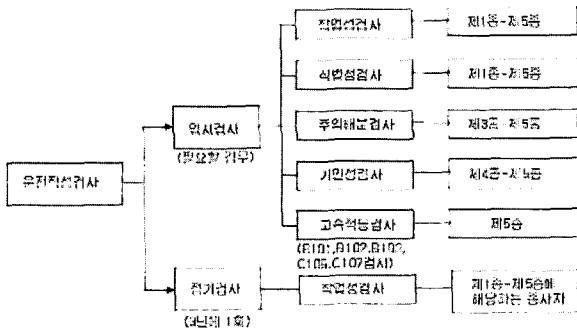 작업성검사
제1종-제5종
식별성검사
제1종-제5종
임시검사
(필요할 경우)
주의배분검사
제3종-제5종
운전적성검사
기민성검사
제4종-제5종
고속적응검사
제5종
C106, C107검사)
정기검사
작업성검사
제1종-제5종에
해당하는 종사자
(3년에 1회)